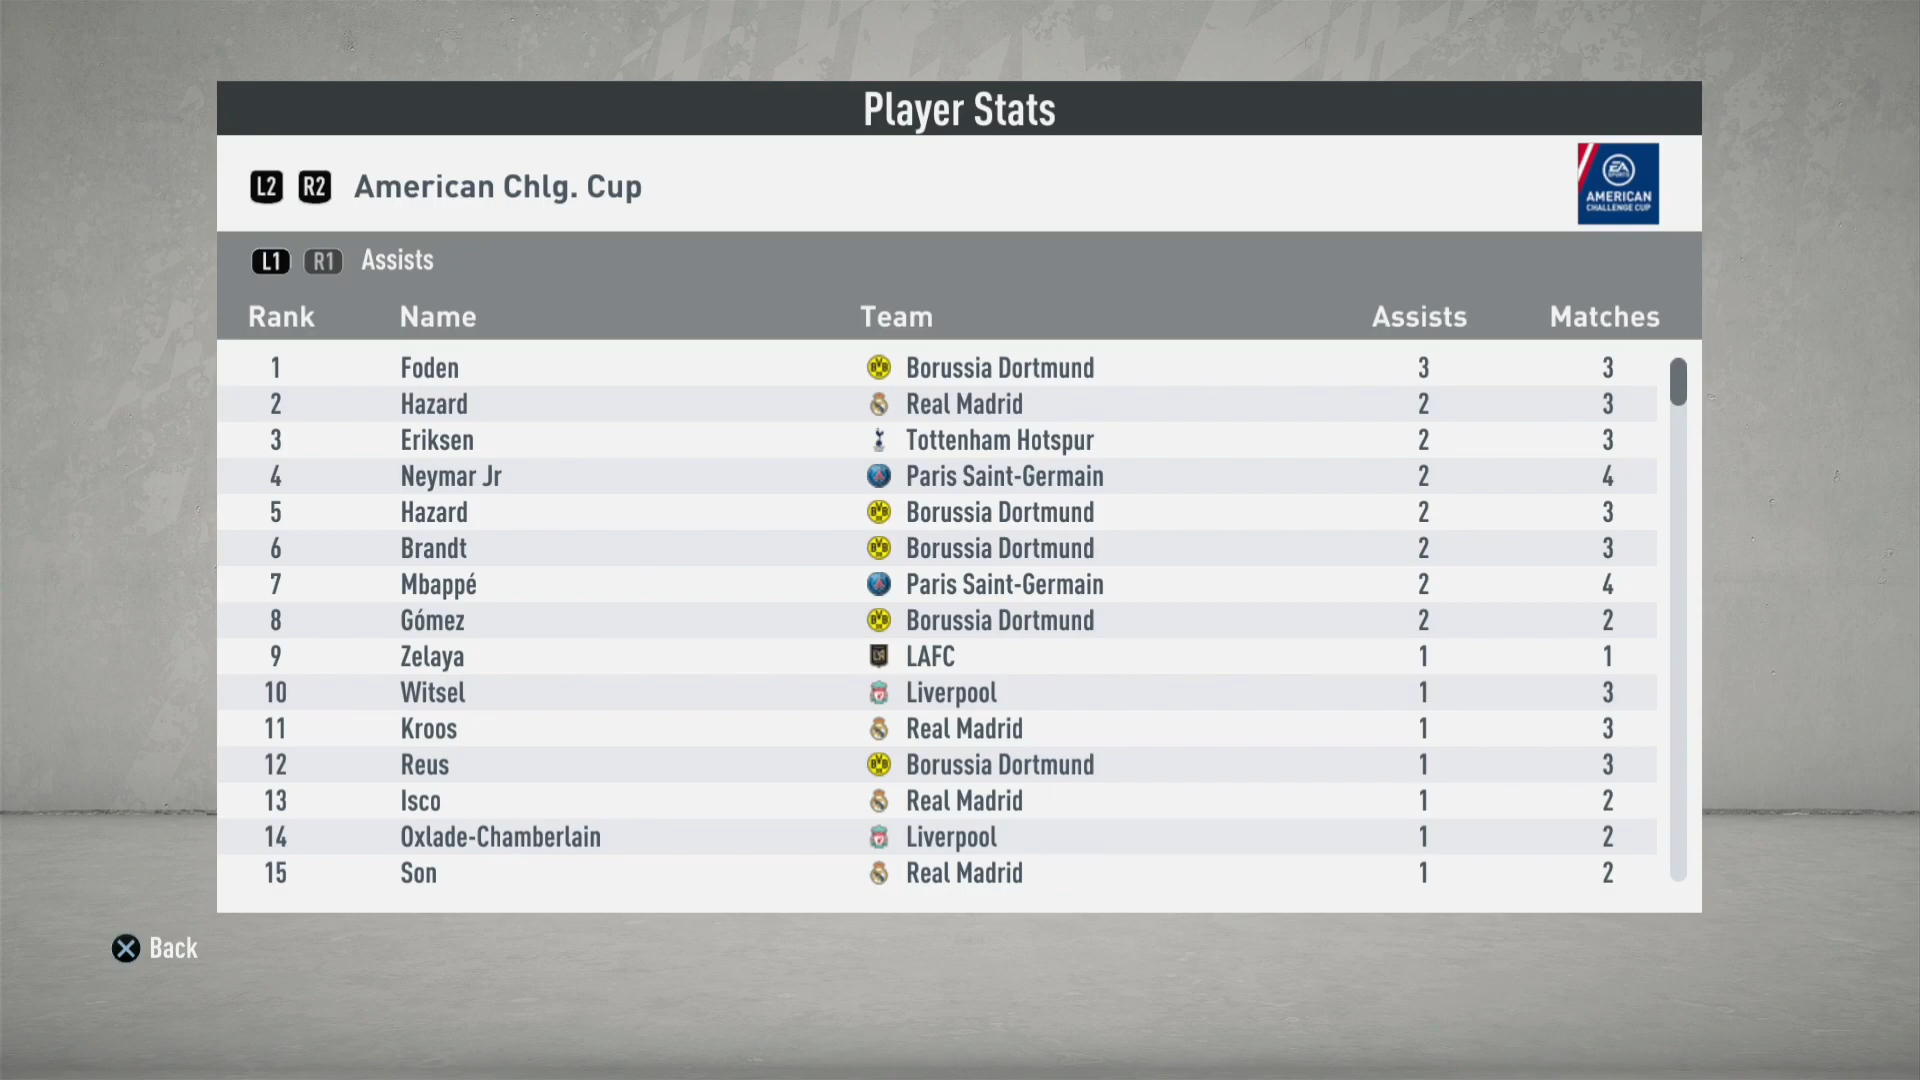 Player Stats
L2 R2 American Chlg. Cup
EA SPORTS AMERICAN CHALLENGE CUP
L1 R1 Assists
Rank Name Team Assists Matches
1 Foden Borussia Dortmund 3 3
2 Hazard Real Madrid 2 3
3 Eriksen Tottenham Hotspur 2 3
4 Neymar Jr Paris Saint-Germain 2 4
5 Hazard Borussia Dortmund 2 3
6 Brandt Borussia Dortmund 2 3
7 Mbappé Paris Saint-Germain 2 4
8 Gómez Borussia Dortmund 2 2
9 Zelaya LAFC 1 1
10 Witsel Liverpool 1 3
11 Kroos Real Madrid 1 3
12 Reus Borussia Dortmund 1 3
13 Isco Real Madrid 1 2
14 Oxlade-Chamberlain Liverpool 1 2
15 Son Real Madrid 1 2
Back